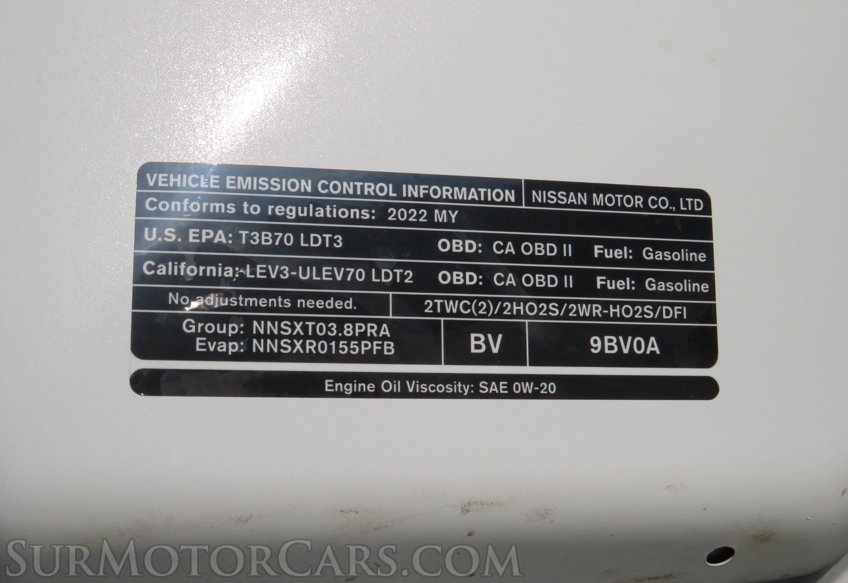 VEHICLE EMISSION CONTROL INFORMATION NISSAN MOTOR CO., LTD
Conforms to regulations: 2022 MY
U.S. EPA: T3B70 LDT3 OBD: CA OBD II Fuel: Gasoline
California: LEV3-ULEV70 LDT2 OBD: CA OBD II Fuel: Gasoline
No adjustments needed. 2TWC(2)/2HO2S/2WR-HO2S/DFI
Group: NNSXT03.8PRA
Evap: NNSXR0155PFB BV 9BV0A
Engine Oil Viscosity: SAE 0W-20
SURMOTORCARS.COM